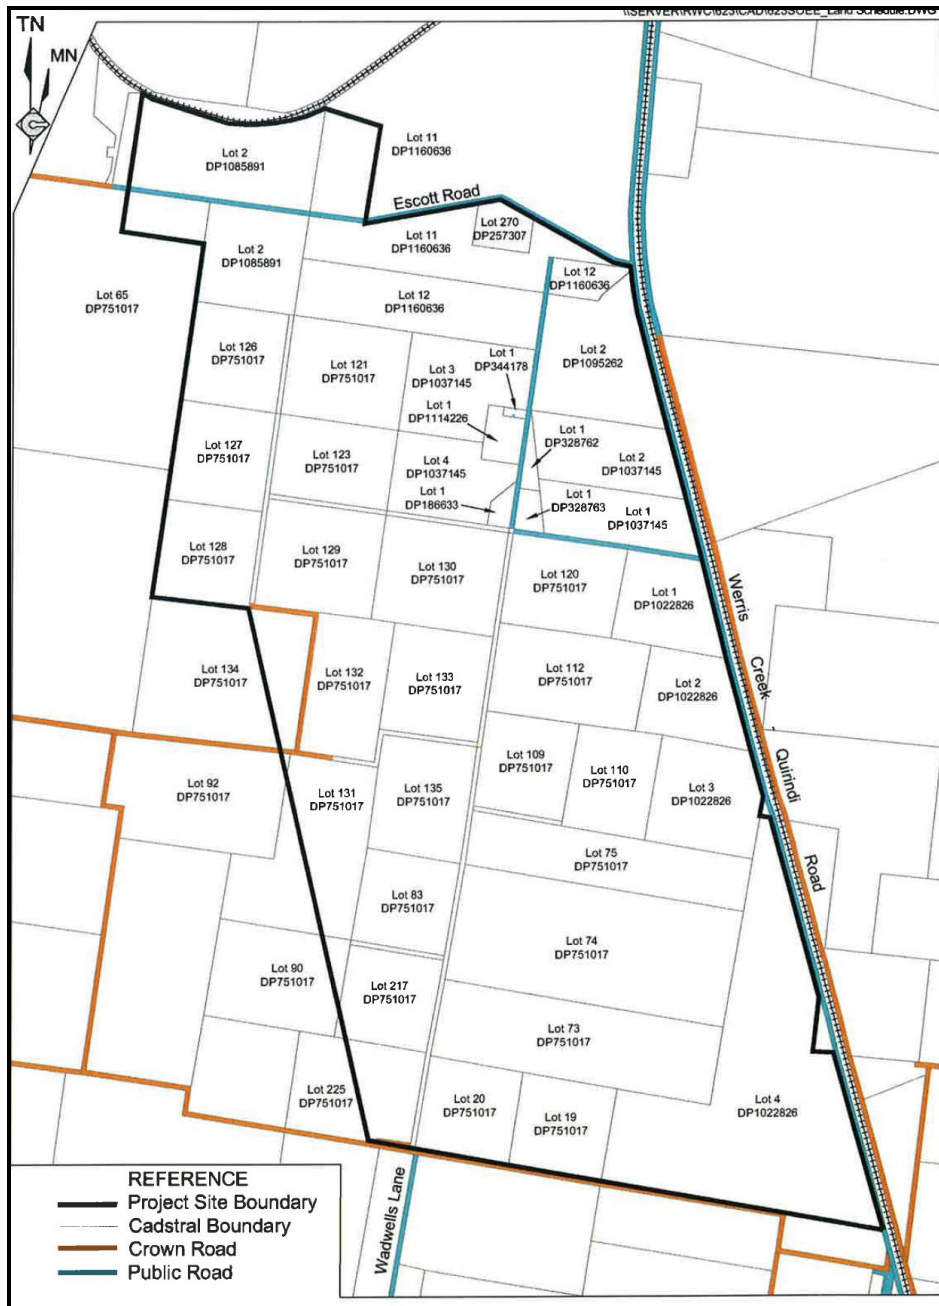 \\SERVER\RWC\623\CAD\623SOEE_Land Schedule.DWG
TN
MN
Lot 2
DP1085891
Lot 11
DP1160636
Escott Road
Lot 270
DP257307
Lot 11
DP1160636
Lot 2
DP1085891
Lot 12
DP1160636
Lot 65
DP751017
Lot 12
DP1160636
Lot 126
DP751017
Lot 121
DP751017
Lot 3
DP1037145
Lot 1
DP344178
Lot 2
DP1095262
Lot 1
DP1114226
Lot 127
DP751017
Lot 123
DP751017
Lot 4
DP1037145
Lot 1
DP328762
Lot 2
DP1037145
Lot 1
DP186633
Lot 1
DP328763
Lot 1
DP1037145
Lot 128
DP751017
Lot 129
DP751017
Lot 130
DP751017
Lot 120
DP751017
Lot 1
DP1022826
Werris
Creek
-
Quirindi
Road
Lot 134
DP751017
Lot 132
DP751017
Lot 133
DP751017
Lot 112
DP751017
Lot 2
DP1022826
Lot 92
DP751017
Lot 131
DP751017
Lot 135
DP751017
Lot 109
DP751017
Lot 110
DP751017
Lot 3
DP1022826
Lot 75
DP751017
Lot 83
DP751017
Lot 74
DP751017
Lot 90
DP751017
Lot 217
DP751017
Lot 73
DP751017
Lot 225
DP751017
Lot 20
DP751017
Lot 19
DP751017
Lot 4
DP1022826
Wadwells Lane
REFERENCE
Project Site Boundary
Cadstral Boundary
Crown Road
Public Road